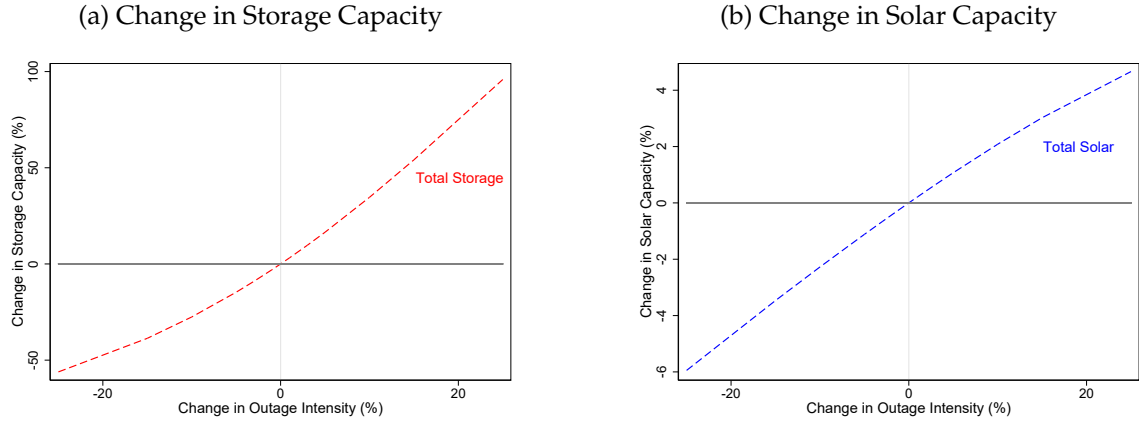 (a) Change in Storage Capacity
Change in Storage Capacity (%)
100
50
0
-50
Total Storage
-20
0
20
Change in Outage Intensity (%)
(b) Change in Solar Capacity
Change in Solar Capacity (%)
4
2
0
-2
-4
-6
Total Solar
-20
0
20
Change in Outage Intensity (%)